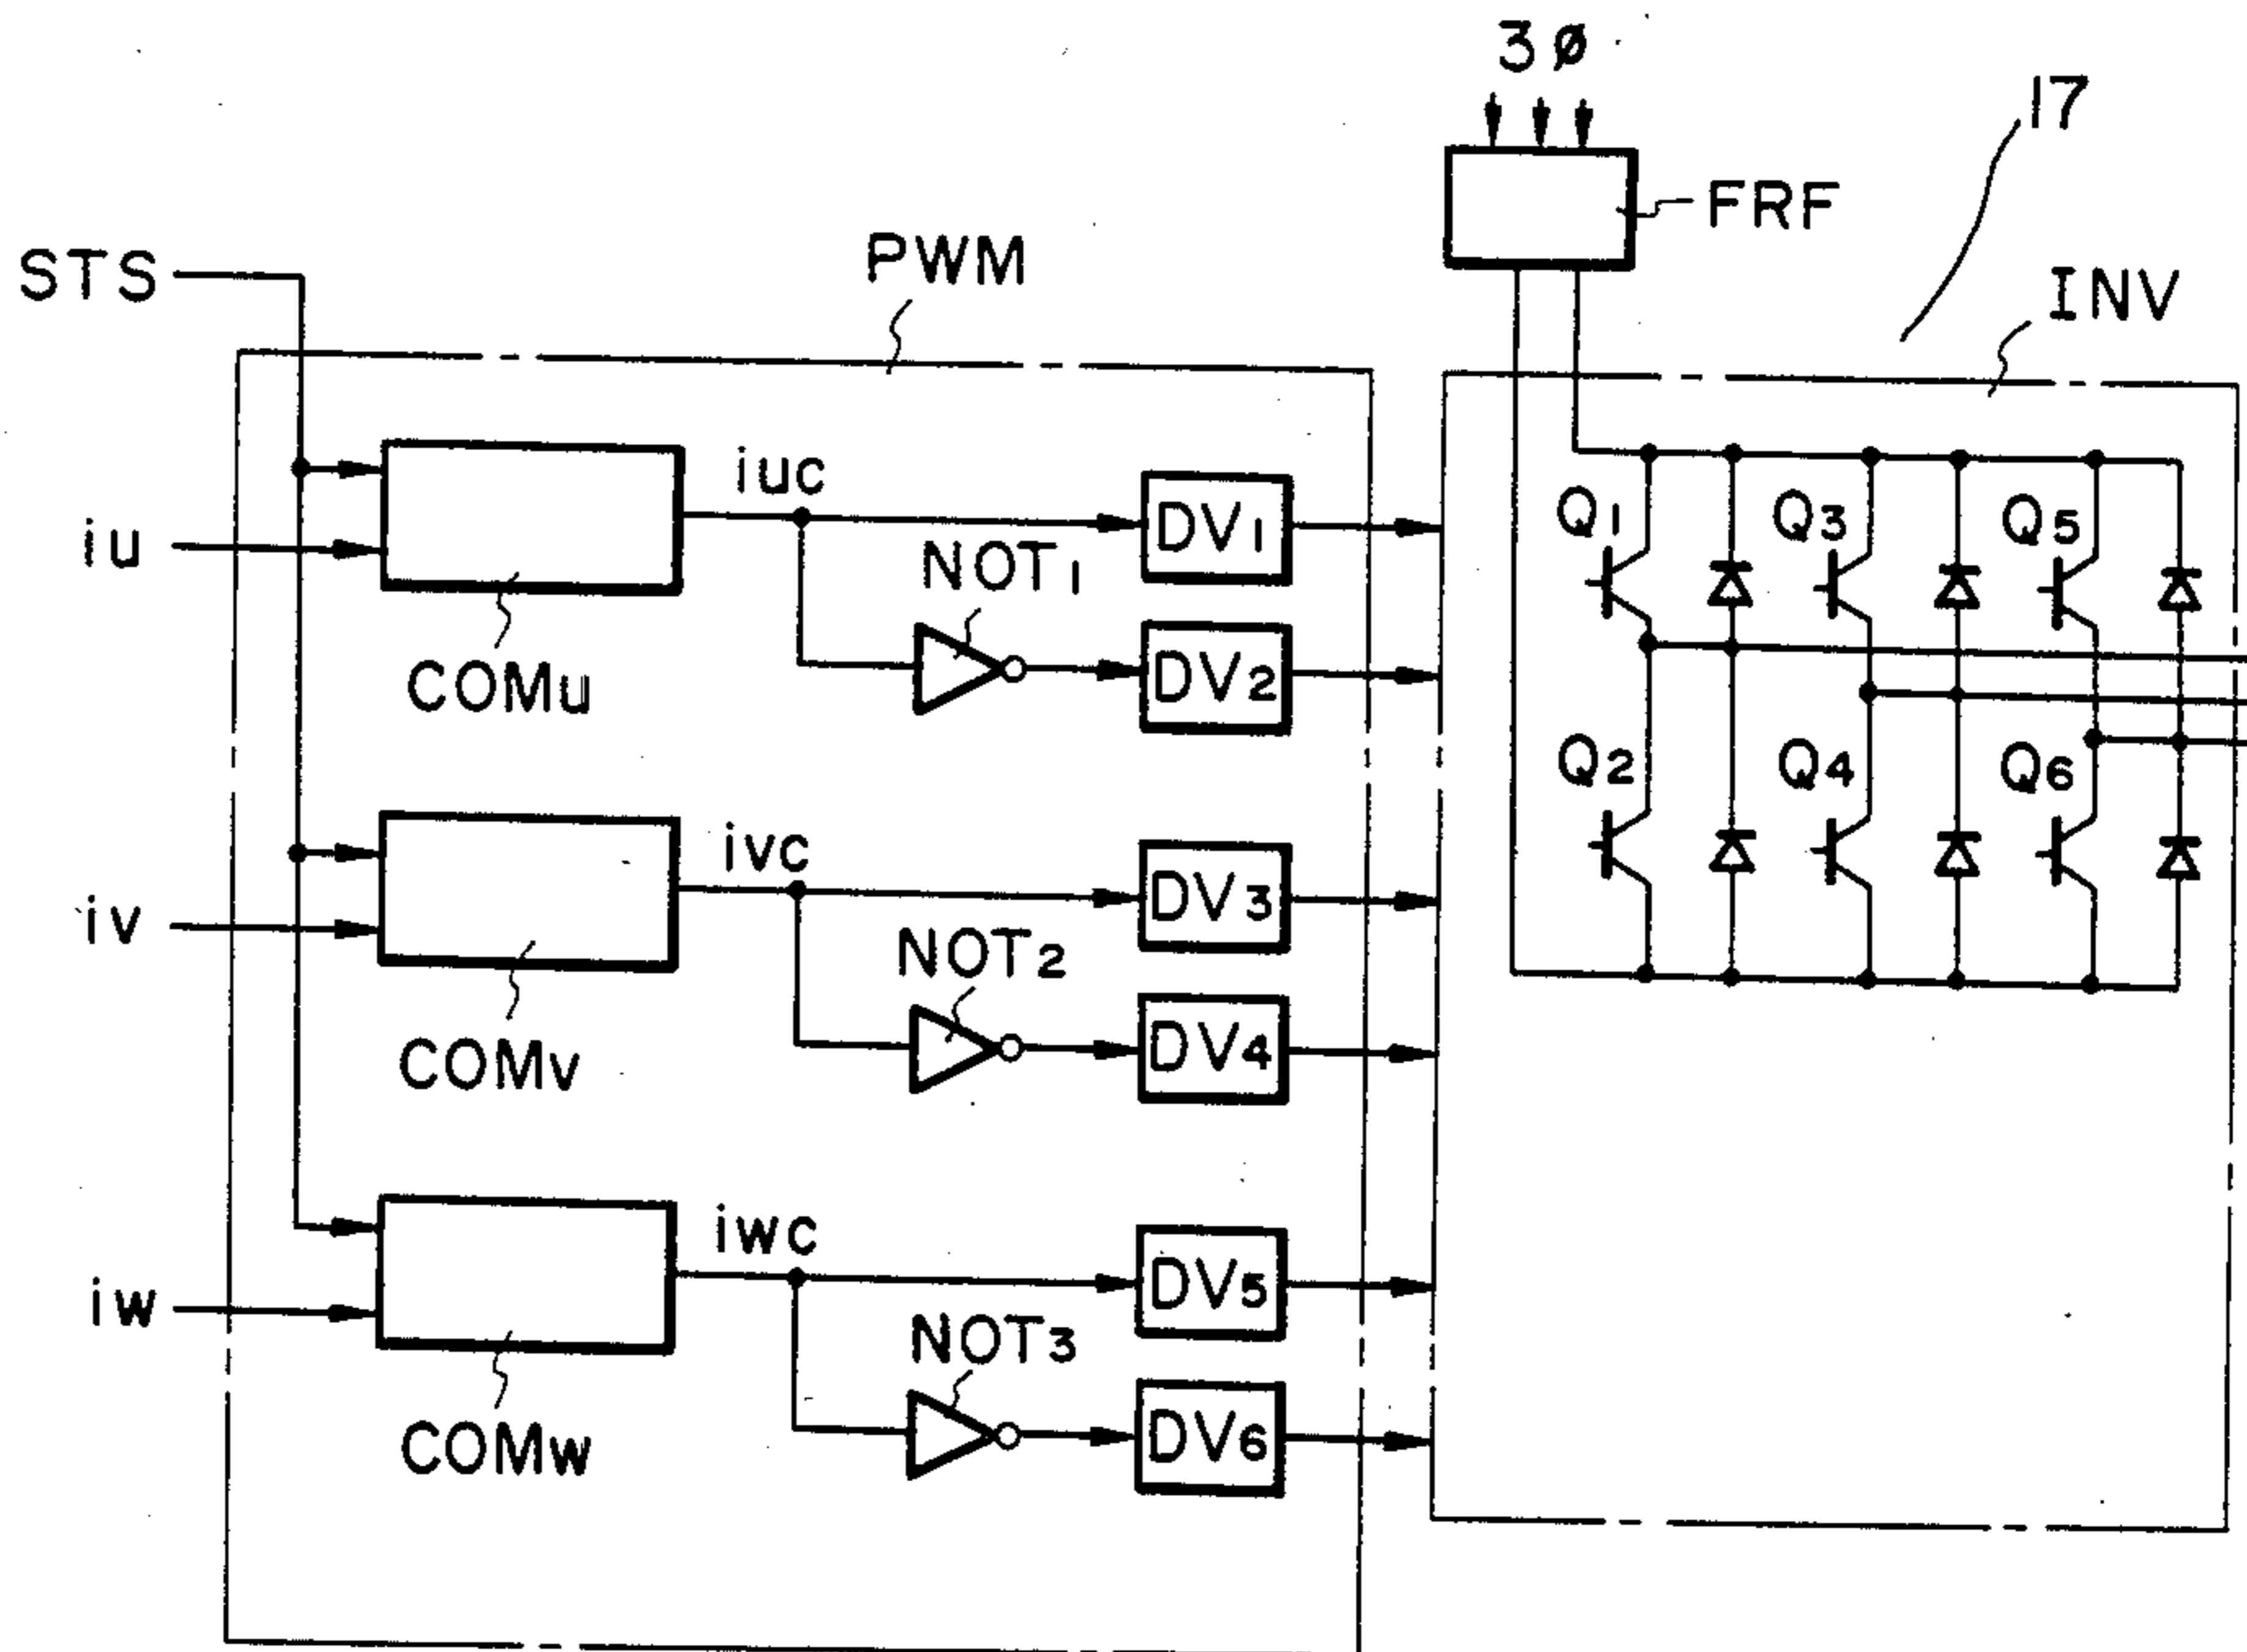 3ø
17
FRF
PWM
STS
INV
iuc
DV1
Q1
Q3
Q5
iu
NOT1
COMu
DV2
Q2
Q4
Q6
ivc
DV3
iv
NOT2
COMv
DV4
iwc
DV5
iw
NOT3
COMw
DV6